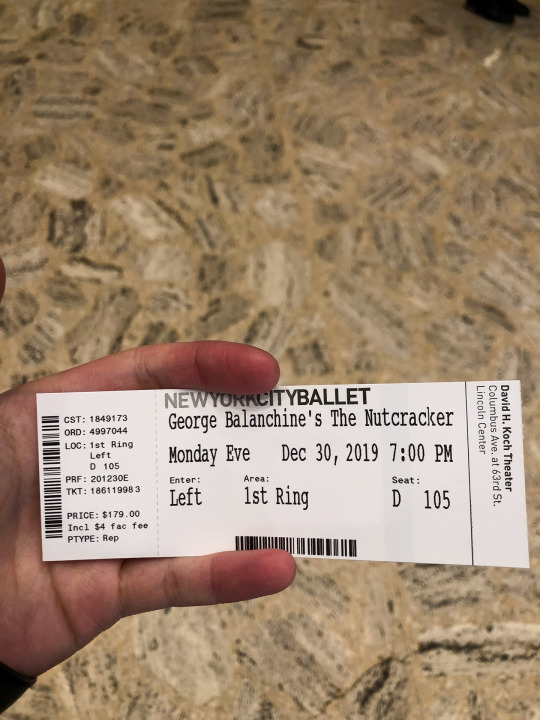 CST: 1849173
ORD: 4997044
LOC: 1st Ring
Left
D 105
PRF: 201230E
TKT: 186119983
PRICE: $179.00
Incl $4 fac fee
PTYPE: Rep
NEWYORKCITYBALLET
George Balanchine's The Nutcracker
Monday Eve Dec 30, 2019 7:00 PM
Enter: Area: Seat:
Left 1st Ring D 105
David H. Koch Theater
Columbus Ave. at 63rd St.
Lincoln Center